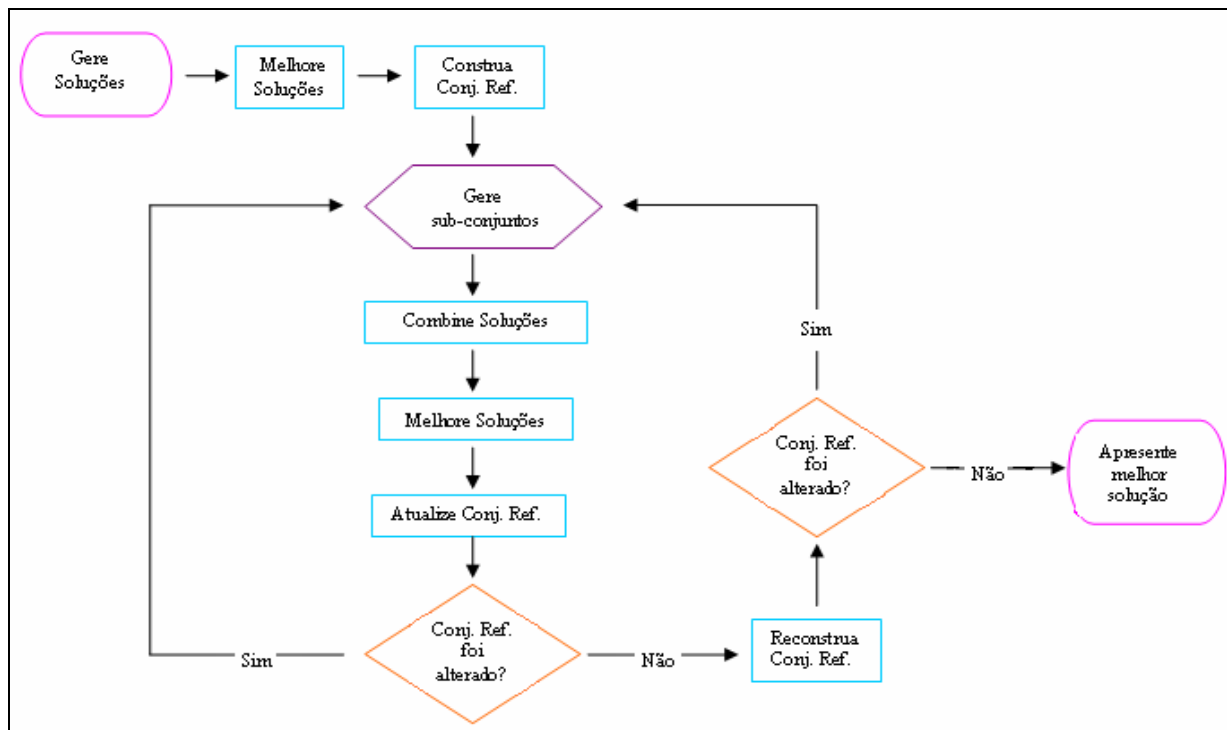 Gere
Soluções
Melhore
Soluções
Construa
Conj. Ref.
Gere
sub-conjuntos
Combine Soluções
Melhore Soluções
Atualize Conj. Ref.
Conj. Ref.
foi
alterado?
Sim
Não
Reconstrua
Conj. Ref.
Conj. Ref.
foi
alterado?
Sim
Não
Apresente
melhor
solução